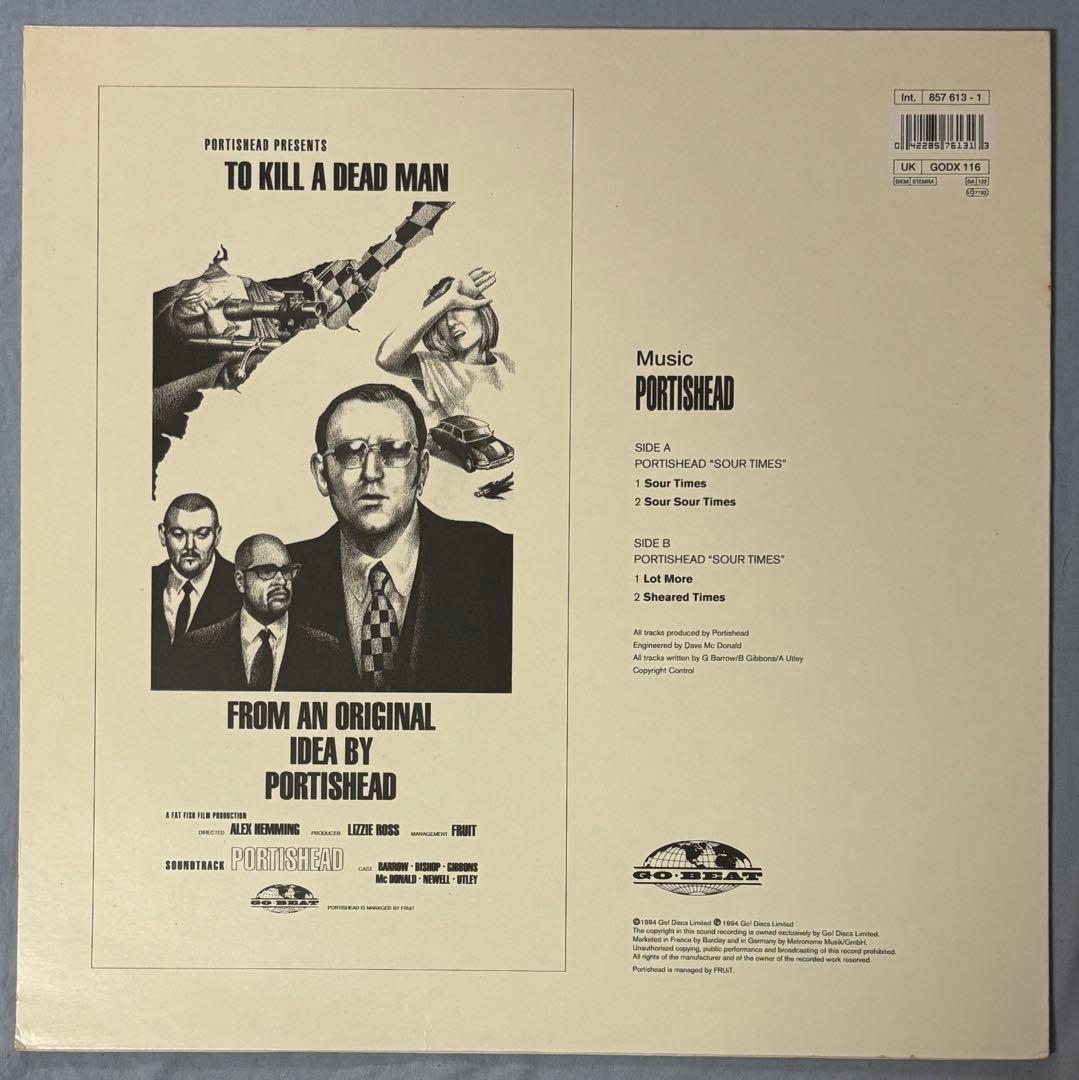 PORTISHEAD PRESENTS
TO KILL A DEAD MAN
FROM AN ORIGINAL
IDEA BY
PORTISHEAD
A FAT FISH FILM PRODUCTION
DIRECTED ALEX HEMMING PRODUCER LIZZIE ROSS MANAGEMENT FRUIT
SOUNDTRACK PORTISHEAD CAST BARROW · BISHOP · GIBBONS
Mc DONALD · NEWELL · UTLEY
GO·BEAT
PORTISHEAD IS MANAGED BY FRUiT
Int. 857 613 - 1
0 42285 76131 3
UK GODX 116
BIEM STEMRA BA 122
LC 7192
Music
PORTISHEAD
SIDE A
PORTISHEAD “SOUR TIMES”
1 Sour Times
2 Sour Sour Times
SIDE B
PORTISHEAD “SOUR TIMES”
1 Lot More
2 Sheared Times
All tracks produced by Portishead
Engineered by Dave Mc Donald
All tracks written by G Barrow/B Gibbons/A Utley
Copyright Control
GO·BEAT
©1994 Go! Discs Limited ℗ 1994 Go! Discs Limited
The copyright in this sound recording is owned exclusively by Go! Discs Limited.
Marketed in France by Barclay and in Germany by Metronome Musik/GmbH.
Unauthorised copying, public performance and broadcasting of this record prohibited.
All rights of the manufacturer and of the owner of the recorded work reserved.
Portishead is managed by FRUiT.